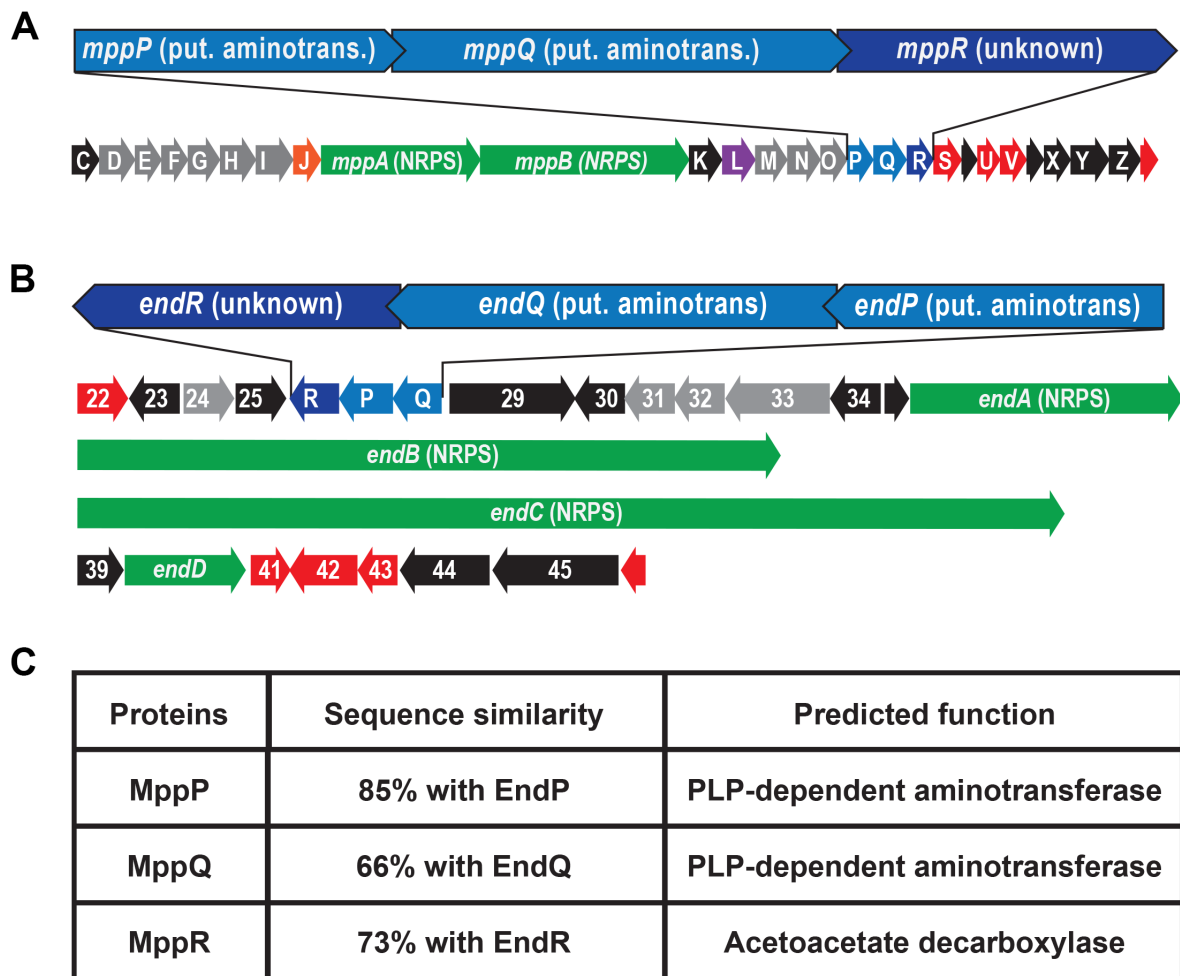 A
mppP (put. aminotrans.) mppQ (put. aminotrans.) mppR (unknown)
C D E F G H I J mppA (NRPS) mppB (NRPS) K L M N O P Q R S U V X Y Z
B
endR (unknown) endQ (put. aminotrans) endP (put. aminotrans)
22 23 24 25 R P Q 29 30 31 32 33 34 endA (NRPS)
endB (NRPS)
endC (NRPS)
39 endD 41 42 43 44 45
C
Proteins Sequence similarity Predicted function
MppP 85% with EndP PLP-dependent aminotransferase
MppQ 66% with EndQ PLP-dependent aminotransferase
MppR 73% with EndR Acetoacetate decarboxylase